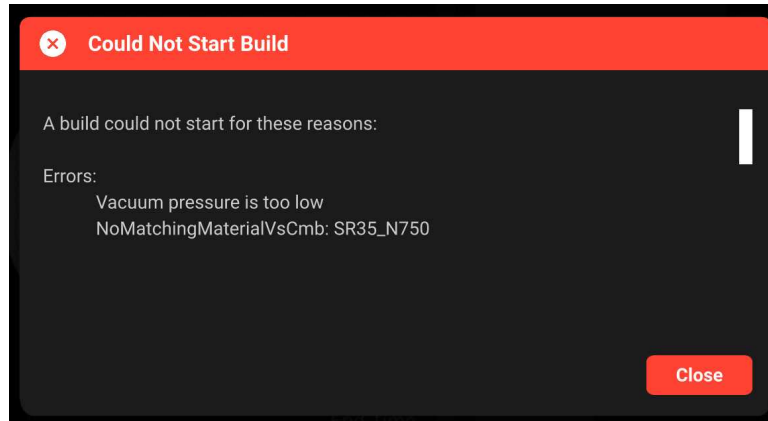 Could Not Start Build
A build could not start for these reasons:
Errors:
Vacuum pressure is too low
NoMatchingMaterialVsCmb: SR35_N750
Close